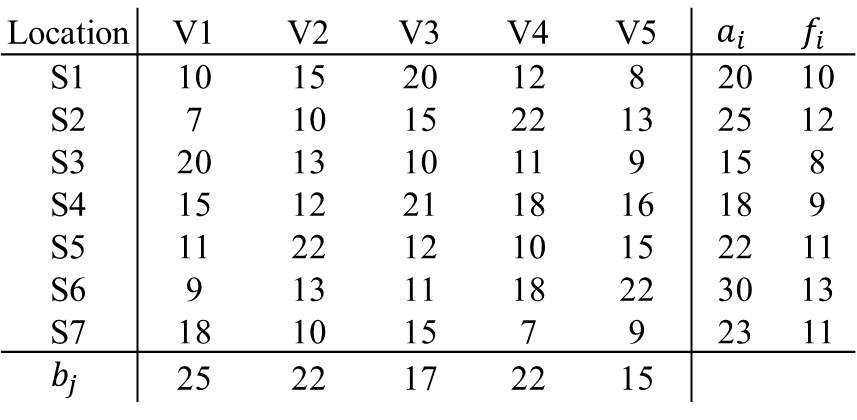 Location V1 V2 V3 V4 V5 aᵢ fᵢ
S1 10 15 20 12 8 20 10
S2 7 10 15 22 13 25 12
S3 20 13 10 11 9 15 8
S4 15 12 21 18 16 18 9
S5 11 22 12 10 15 22 11
S6 9 13 11 18 22 30 13
S7 18 10 15 7 9 23 11
bⱼ 25 22 17 22 15